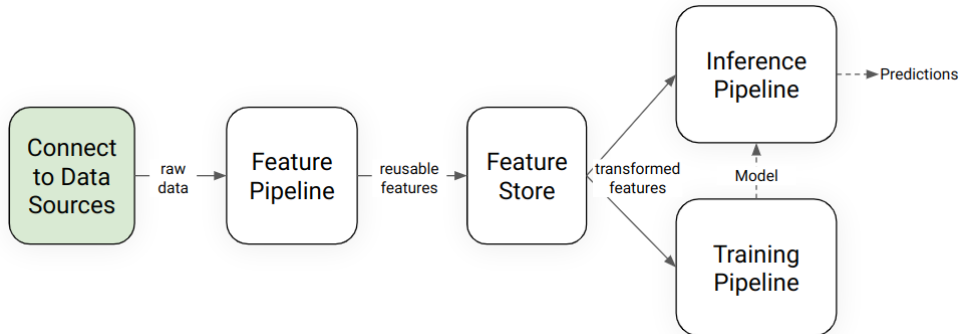 Connect
to Data
Sources
raw
data
Feature
Pipeline
reusable
features
Feature
Store
transformed
features
Inference
Pipeline
Predictions
Model
Training
Pipeline